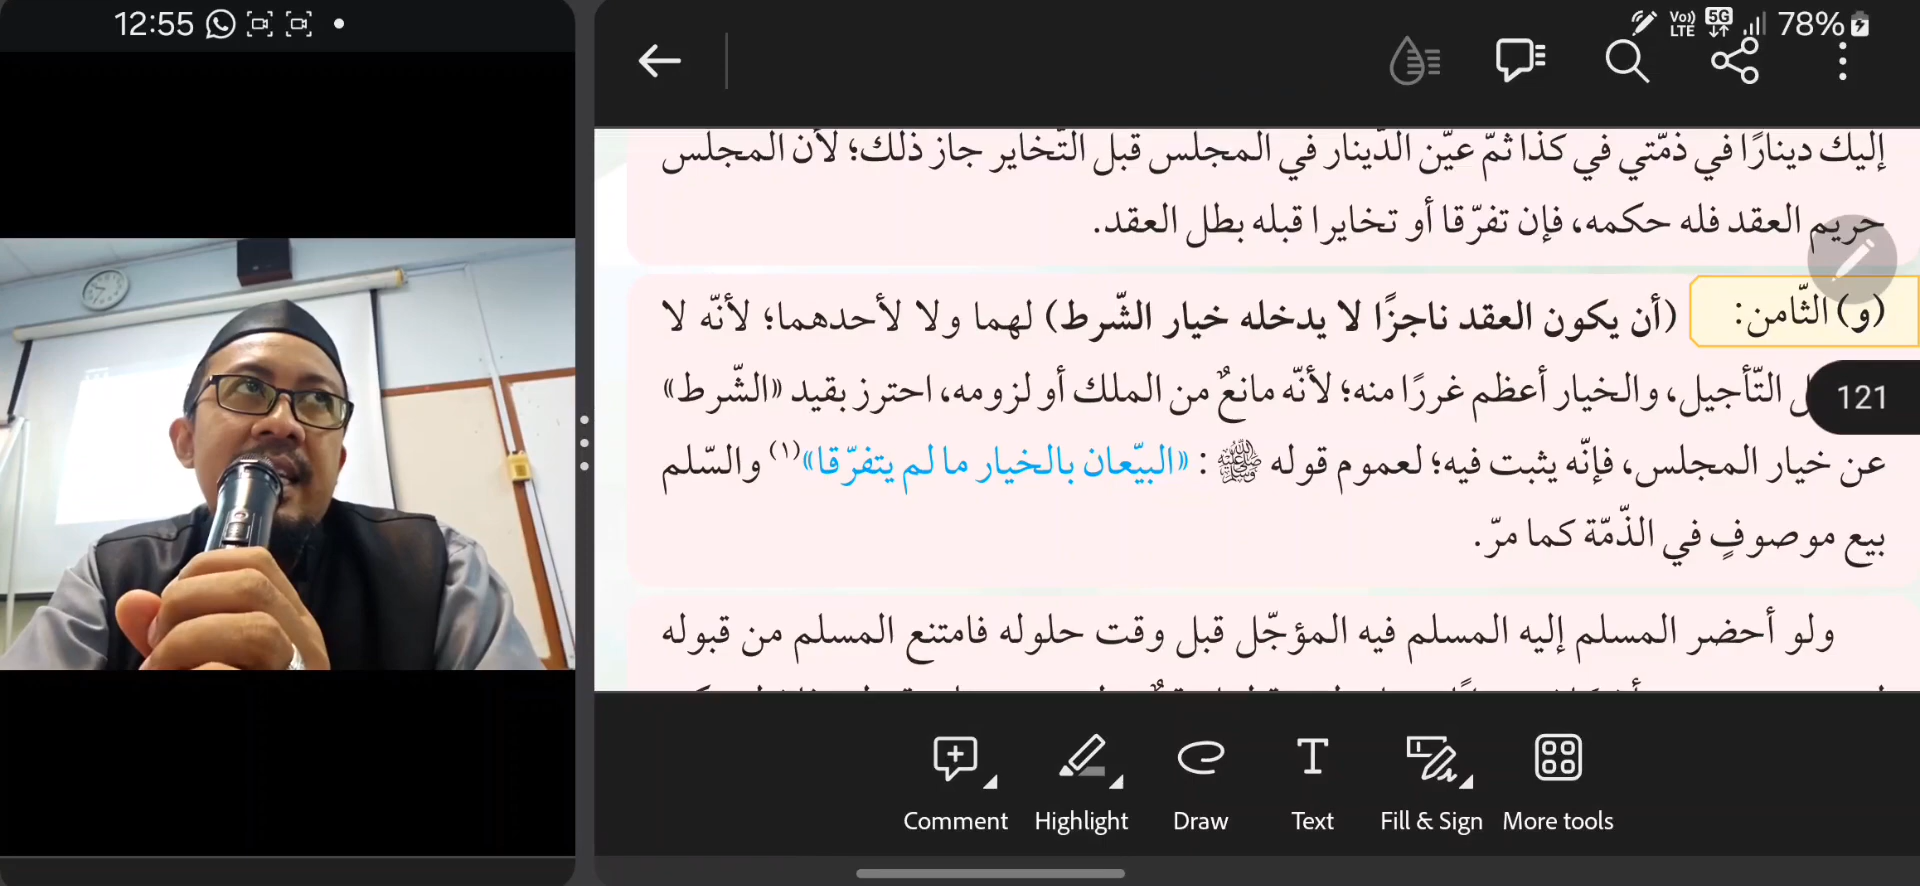 12:55
VoLTE 5G 78%
إليك دينارًا في ذمّتي في كذا ثمّ عيّن الدّينار في المجلس قبل التّخاير جاز ذلك؛ لأن المجلس
حريم العقد فله حكمه، فإن تفرّقا أو تخايرا قبله بطل العقد.
(و) الثّامن: (أن يكون العقد ناجزًا لا يدخله خيار الشّرط) لهما ولا لأحدهما؛ لأنّه لا
التّأجيل، والخيار أعظم غررًا منه؛ لأنّه مانعٌ من الملك أو لزومه، احترز بقيد «الشّرط»
121
عن خيار المجلس، فإنّه يثبت فيه؛ لعموم قوله ﷺ : «البيّعان بالخيار ما لم يتفرّقا»(١) والسّلم
بيع موصوفٍ في الذّمّة كما مرّ.
ولو أحضر المسلم إليه المسلم فيه المؤجّل قبل وقت حلوله فامتنع المسلم من قبوله
Comment Highlight Draw Text Fill & Sign More tools